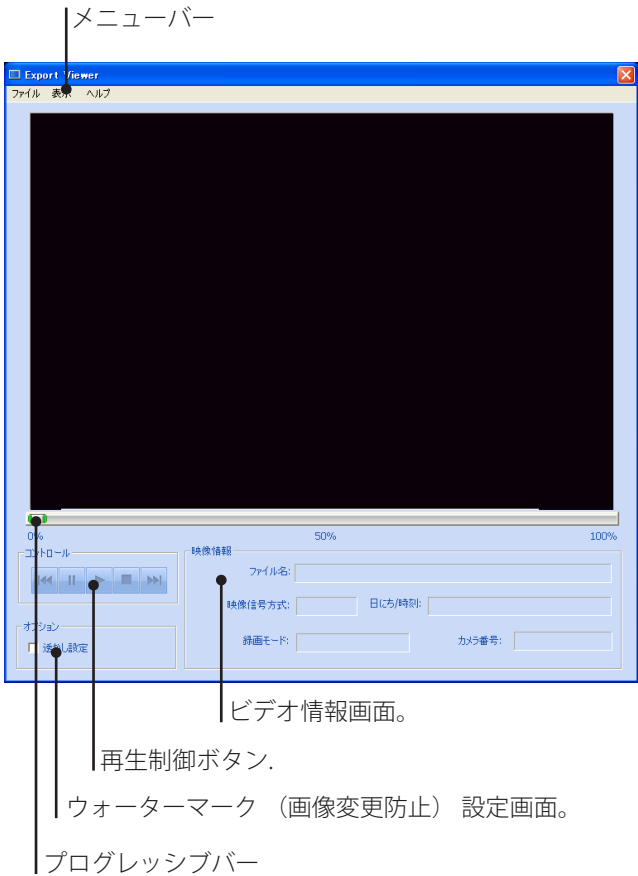 メニューバー
Export Viewer
ファイル 表示 ヘルプ
0% 50% 100%
コントロール
映像情報
ファイル名:
映像信号方式: 日にち/時刻:
録画モード: カメラ番号:
オプション
透かし設定
ビデオ情報画面。
再生制御ボタン.
ウォーターマーク （画像変更防止） 設定画面。
プログレッシブバー